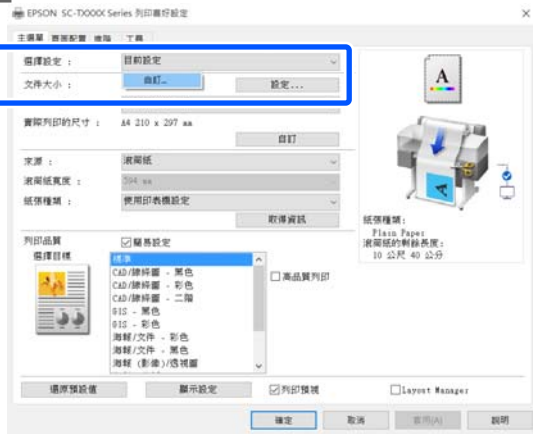 EPSON SC-TXXXX Series 列印喜好設定
主選單 頁面配置 進階 工具
選擇設定 : 目前設定
自訂...
文件大小 : 設定...
實際列印的尺寸 : A4 210 x 297 mm
自訂
來源 : 滾筒紙
滾筒紙寬度 : 594 mm
紙張種類 : 使用印表機設定
取得資訊
紙張種類:
Plain Paper
滾筒紙的剩餘長度:
10 公尺 40 公分
列印品質 簡易設定
選擇目標
標準
CAD/線條圖 - 黑色
CAD/線條圖 - 彩色
CAD/線條圖 - 二階
GIS - 黑色
GIS - 彩色
海報/文件 - 彩色
海報/文件 - 黑色
海報 (影像)/透視圖
高品質列印
還原預設值 顯示設定 列印預視 Layout Manager
確定 取消 套用(A) 說明
A